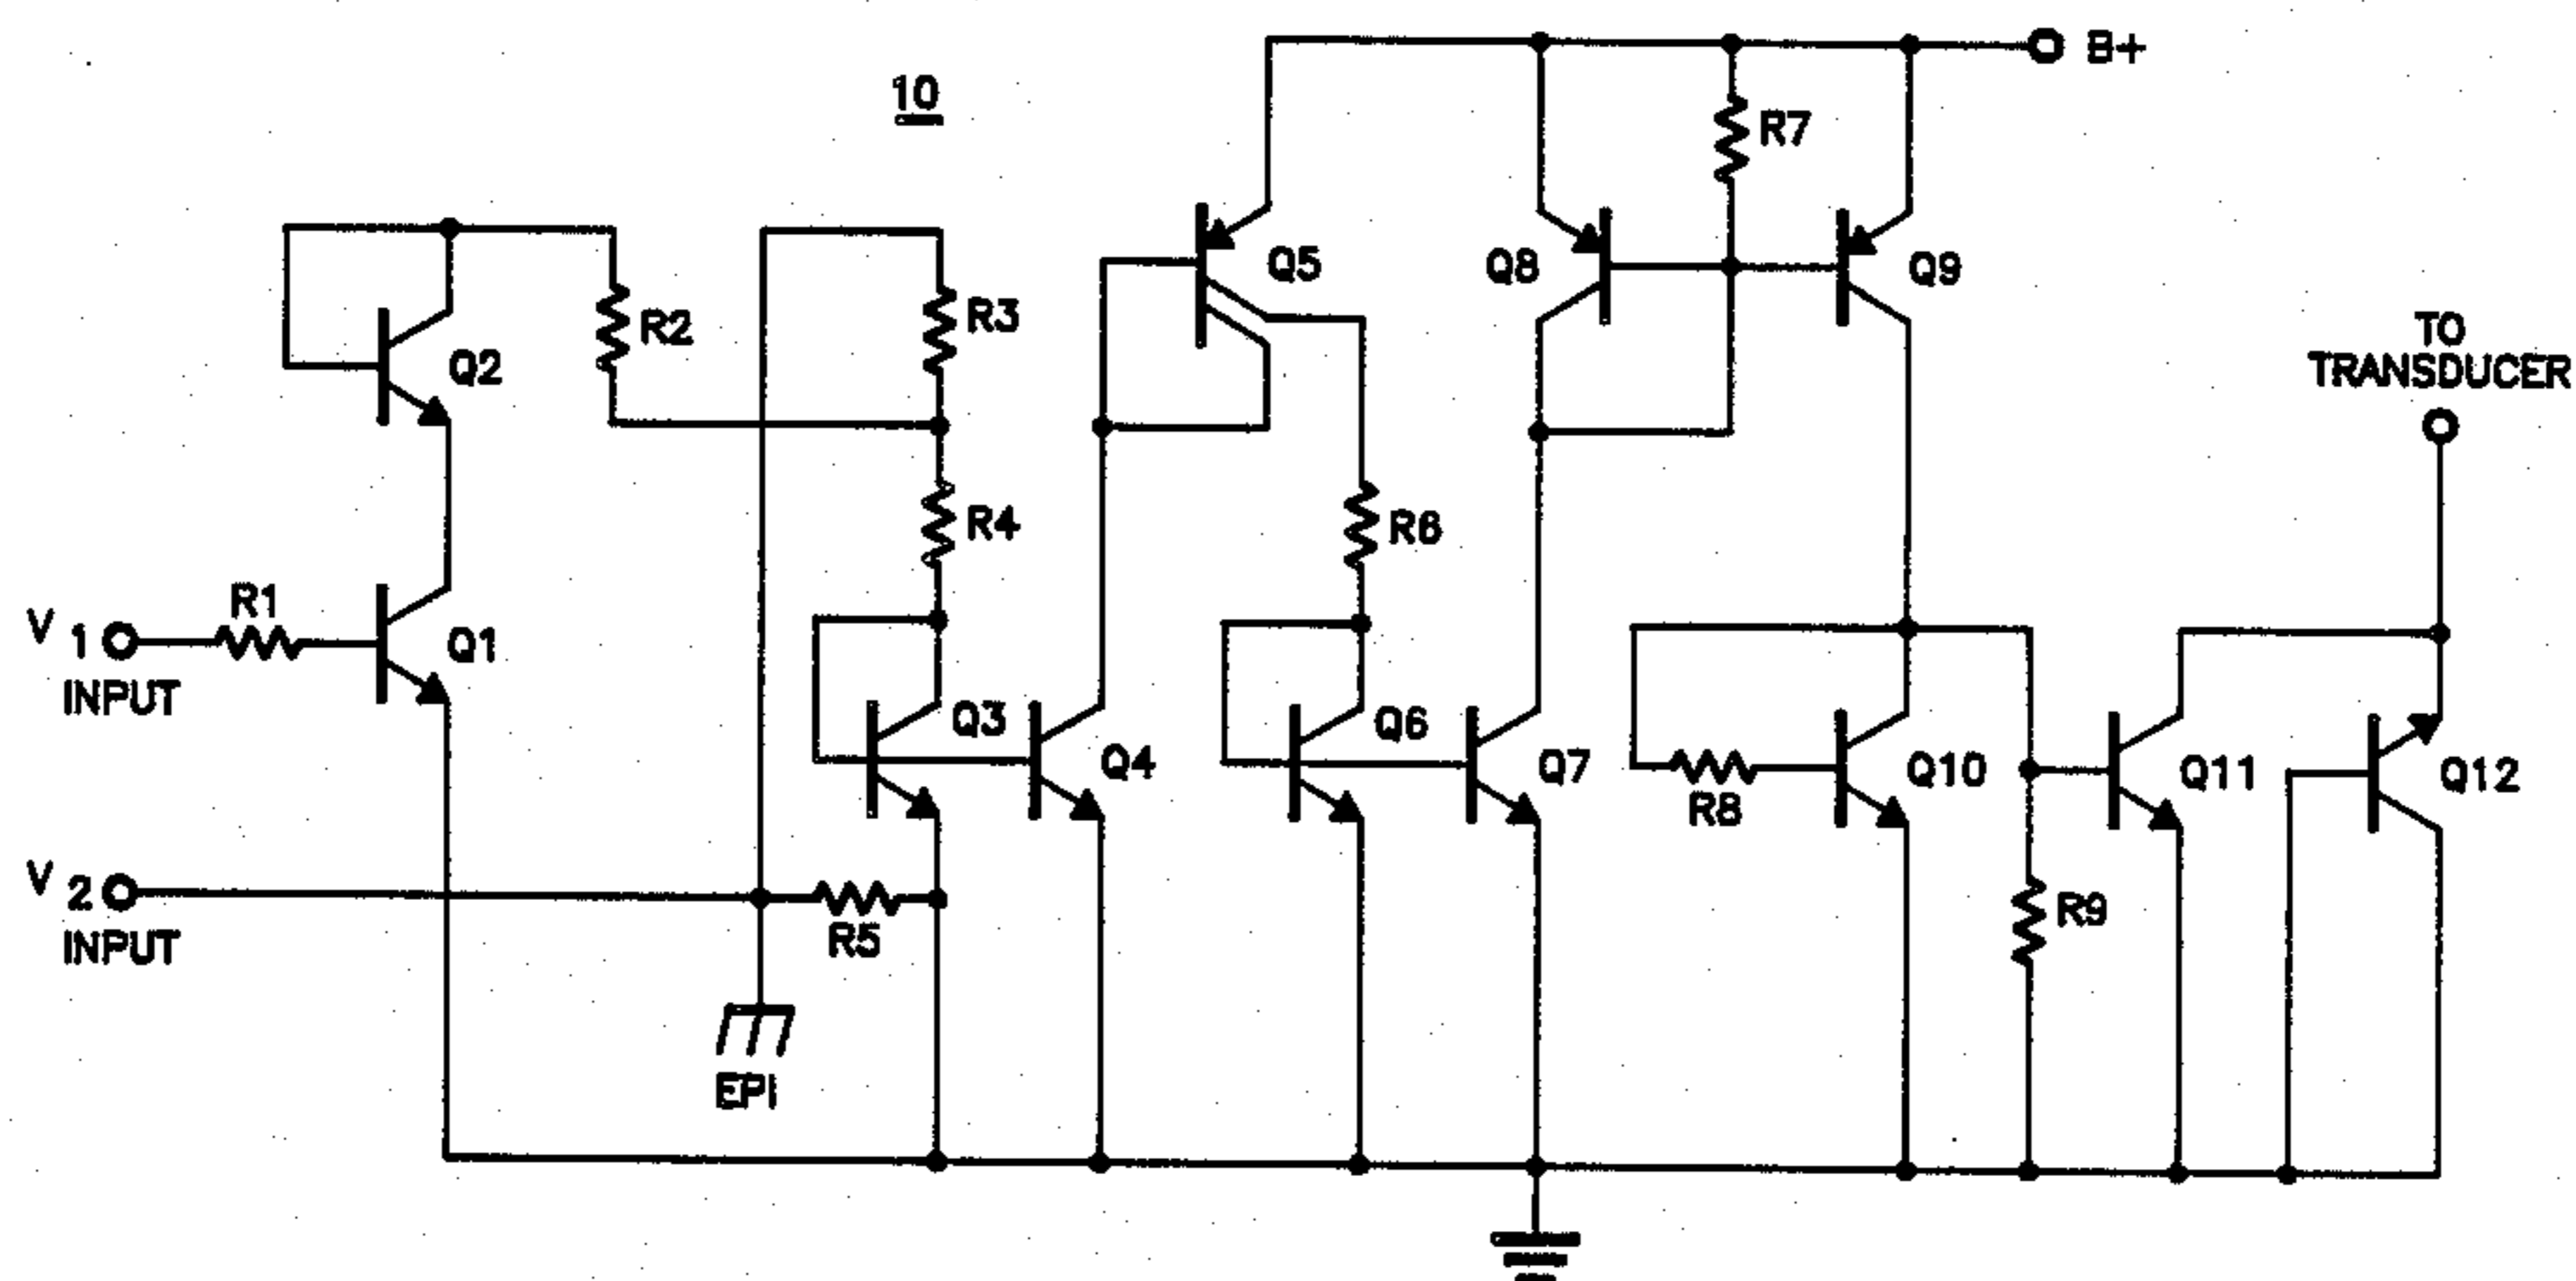 10
B+
R7
Q5
Q8
Q9
R2
R3
Q2
TO
TRANSDUCER
R4
R6
V 1
INPUT
R1
Q1
Q3
Q4
Q6
Q7
R8
Q10
Q11
Q12
V 2
INPUT
R5
R9
EPI